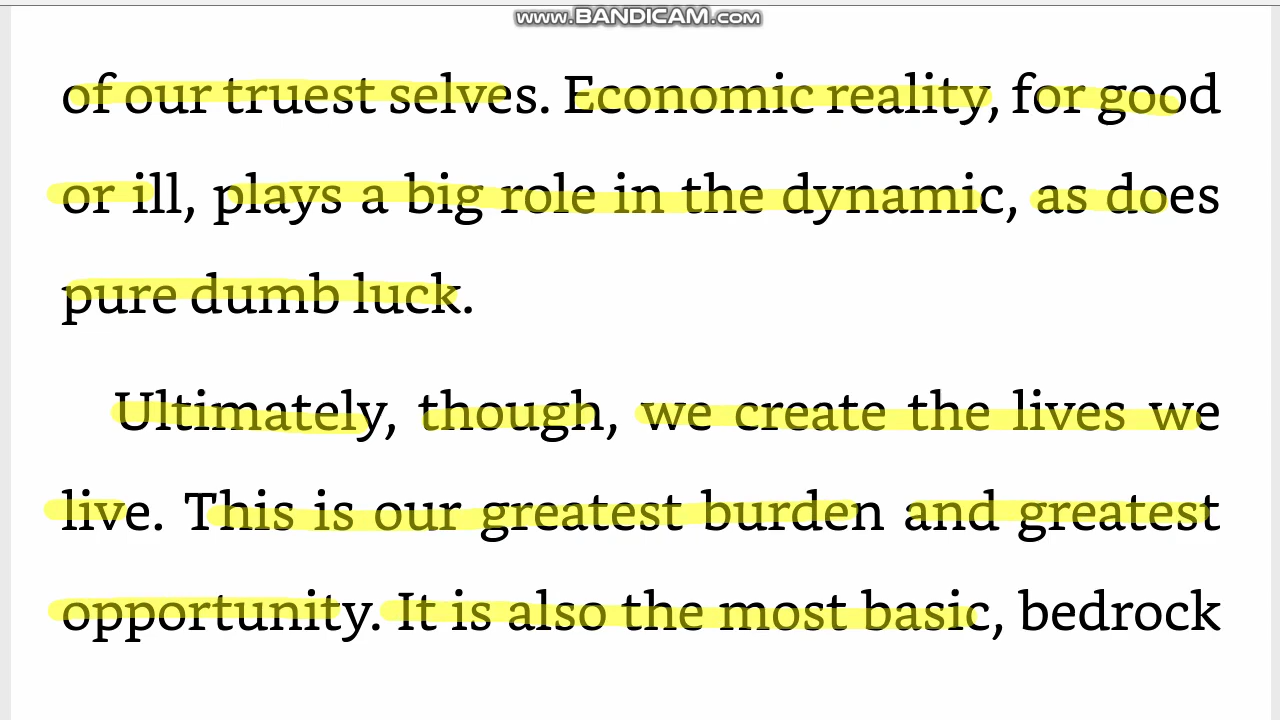 www.BANDICAM.com
of our truest selves. Economic reality, for good
or ill, plays a big role in the dynamic, as does
pure dumb luck.
Ultimately, though, we create the lives we
live. This is our greatest burden and greatest
opportunity. It is also the most basic, bedrock